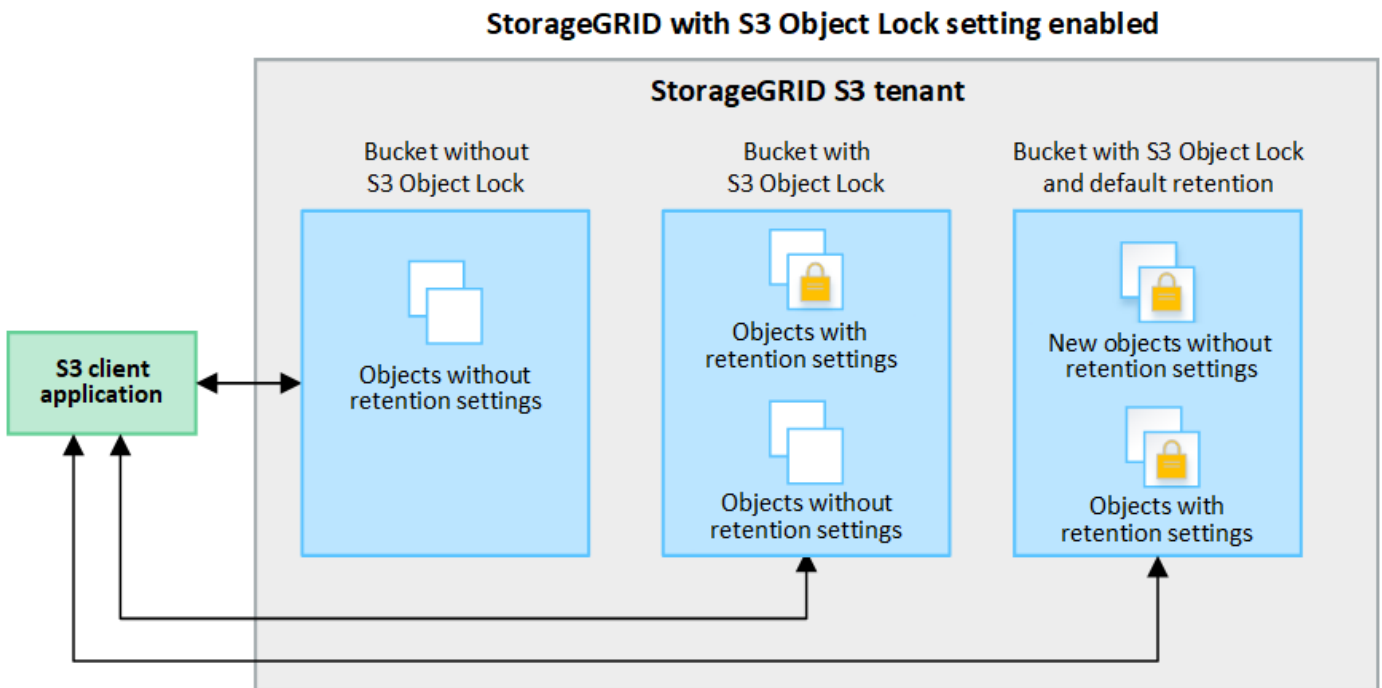 StorageGRID with S3 Object Lock setting enabled
StorageGRID S3 tenant
Bucket without
S3 Object Lock
Objects without
retention settings
Bucket with
S3 Object Lock
Objects with
retention settings
Objects without
retention settings
Bucket with S3 Object Lock
and default retention
New objects without
retention settings
Objects with
retention settings
S3 client
application